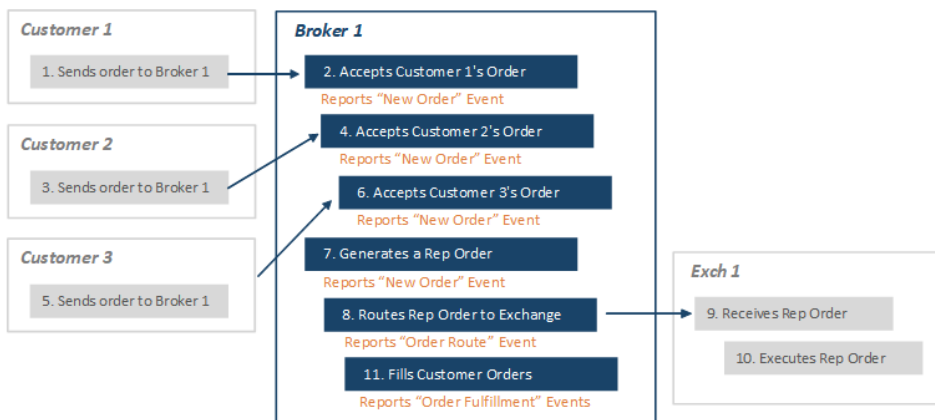 Customer 1
1. Sends order to Broker 1
Customer 2
3. Sends order to Broker 1
Customer 3
5. Sends order to Broker 1
Broker 1
2. Accepts Customer 1's Order
Reports “New Order” Event
4. Accepts Customer 2's Order
Reports “New Order” Event
6. Accepts Customer 3's Order
Reports “New Order” Event
7. Generates a Rep Order
Reports “New Order” Event
8. Routes Rep Order to Exchange
Reports “Order Route” Event
11. Fills Customer Orders
Reports “Order Fulfillment” Events
Exch 1
9. Receives Rep Order
10. Executes Rep Order